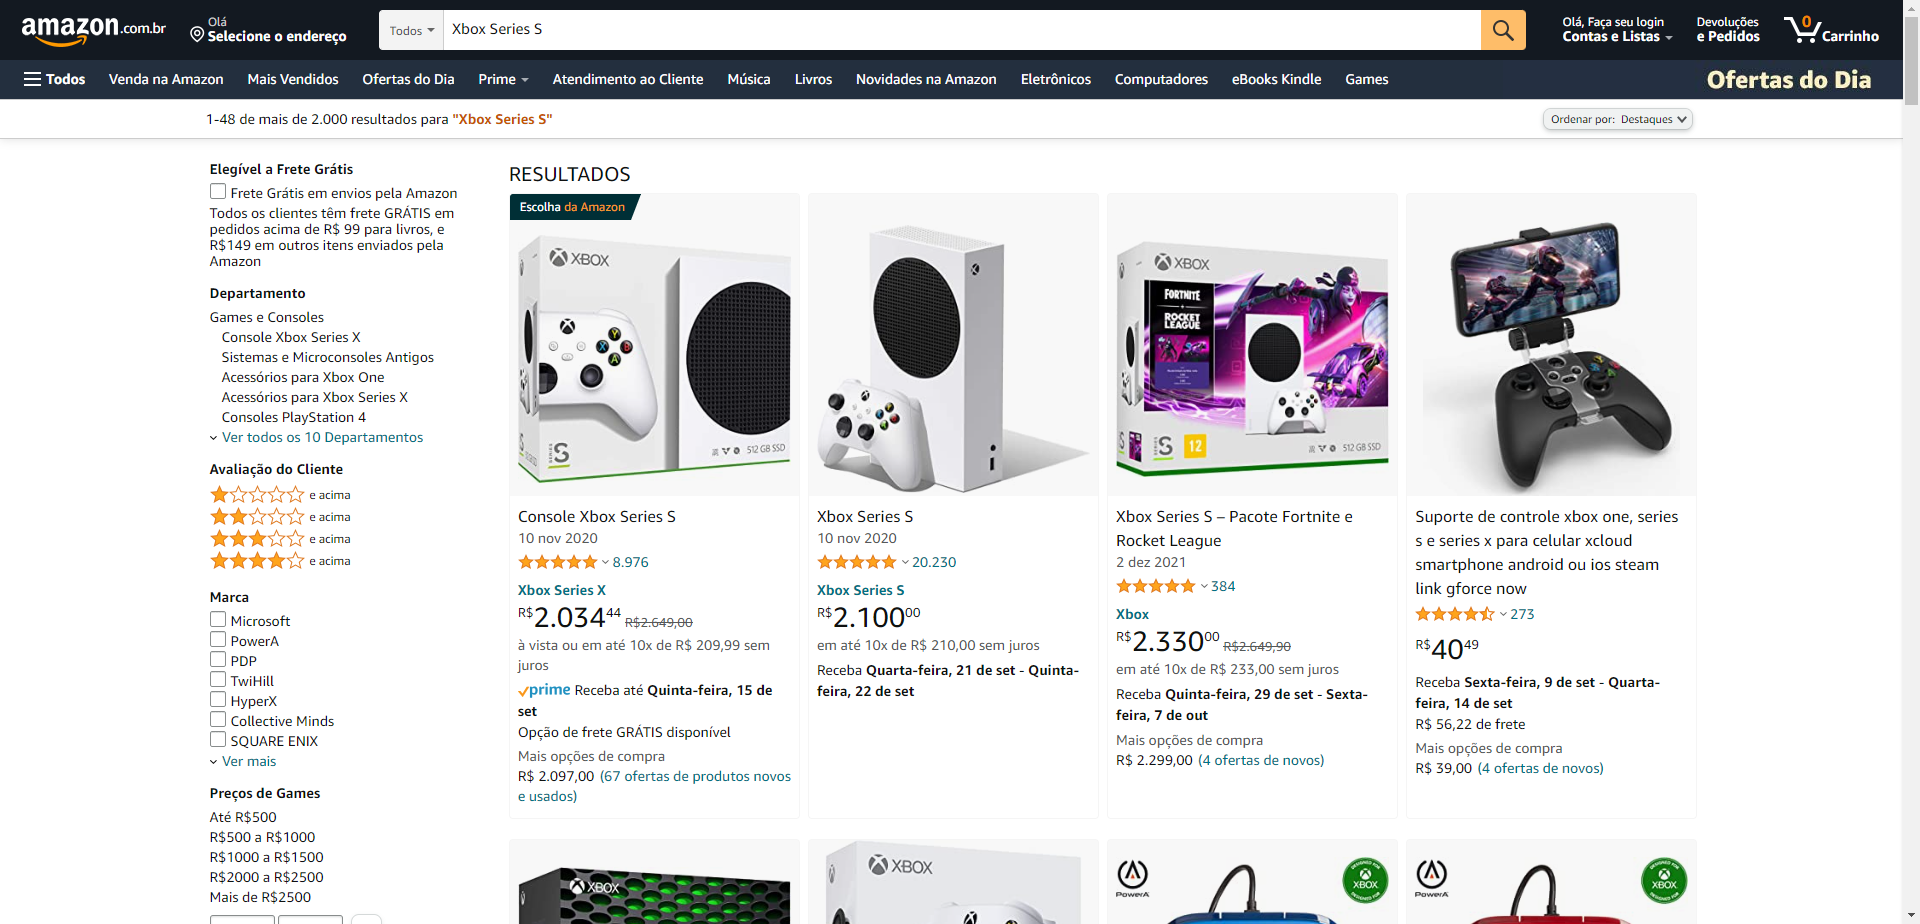 amazon.com.br
Olá
Selecione o endereço
Todos
Xbox Series S
Olá, Faça seu login
Contas e Listas
Devoluções
e Pedidos
0
Carrinho
Todos
Venda na Amazon
Mais Vendidos
Ofertas do Dia
Prime
Atendimento ao Cliente
Música
Livros
Novidades na Amazon
Eletrônicos
Computadores
eBooks Kindle
Games
Ofertas do Dia
1-48 de mais de 2.000 resultados para "Xbox Series S"
Ordenar por: Destaques
Elegível a Frete Grátis
Frete Grátis em envios pela Amazon
Todos os clientes têm frete GRÁTIS em
pedidos acima de R$ 99 para livros, e
R$149 em outros itens enviados pela
Amazon
Departamento
Games e Consoles
Console Xbox Series X
Sistemas e Microconsoles Antigos
Acessórios para Xbox One
Acessórios para Xbox Series X
Consoles PlayStation 4
Ver todos os 10 Departamentos
Avaliação do Cliente
e acima
e acima
e acima
e acima
Marca
Microsoft
PowerA
PDP
TwiHill
HyperX
Collective Minds
SQUARE ENIX
Ver mais
Preços de Games
Até R$500
R$500 a R$1000
R$1000 a R$1500
R$2000 a R$2500
Mais de R$2500
RESULTADOS
Escolha da Amazon
XBOX
SERIES S
512 GB SSD
Console Xbox Series S
10 nov 2020
8.976
Xbox Series X
R$2.03444 R$2.649,00
à vista ou em até 10x de R$ 209,99 sem
juros
prime Receba até Quinta-feira, 15 de
set
Opção de frete GRÁTIS disponível
Mais opções de compra
R$ 2.097,00 (67 ofertas de produtos novos
e usados)
Xbox Series S
10 nov 2020
20.230
Xbox Series S
R$2.10000
em até 10x de R$ 210,00 sem juros
Receba Quarta-feira, 21 de set - Quinta-
feira, 22 de set
XBOX
FORTNITE
ROCKET
LEAGUE
SERIES S
12
512 GB SSD
Xbox Series S – Pacote Fortnite e
Rocket League
2 dez 2021
384
Xbox
R$2.33000 R$2.649,90
em até 10x de R$ 233,00 sem juros
Receba Quinta-feira, 29 de set - Sexta-
feira, 7 de out
Mais opções de compra
R$ 2.299,00 (4 ofertas de novos)
Suporte de controle xbox one, series
s e series x para celular xcloud
smartphone android ou ios steam
link gforce now
273
R$4049
Receba Sexta-feira, 9 de set - Quarta-
feira, 14 de set
R$ 56,22 de frete
Mais opções de compra
R$ 39,00 (4 ofertas de novos)
XBOX
XBOX
POWERA
DESIGNED FOR
XBOX
POWERA
DESIGNED FOR
XBOX